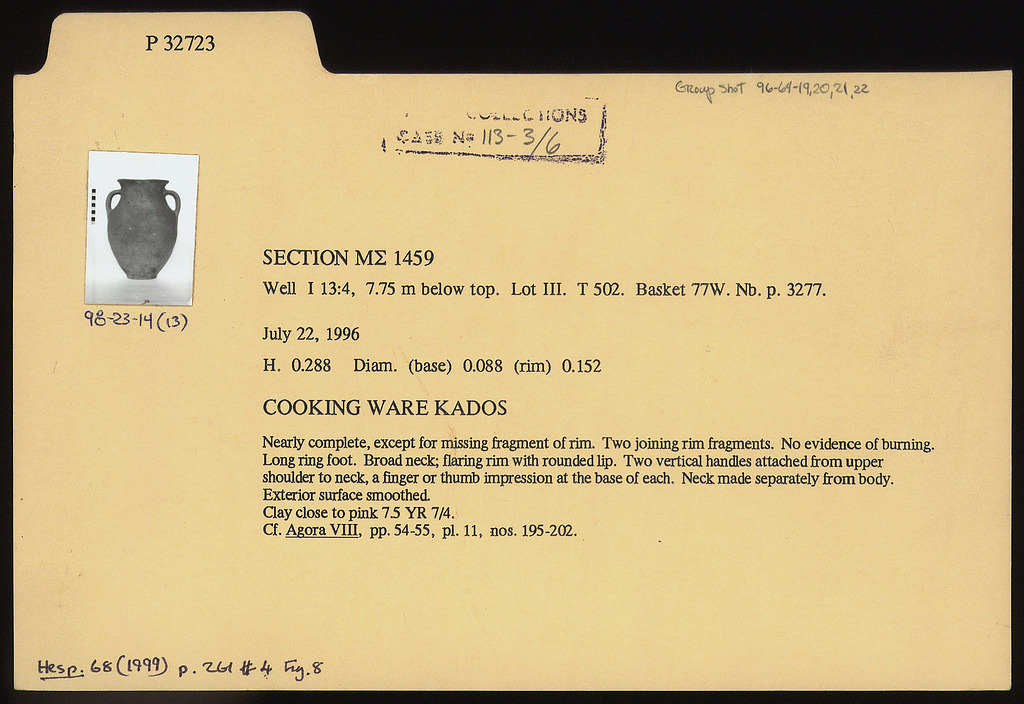 P 32723
Group Shot 96-64-19,20,21,22
COLLECTIONS
CASE No 113-3/6
98-23-14 (13)
SECTION ΜΣ 1459
Well I 13:4, 7.75 m below top. Lot III. T 502. Basket 77W. Nb. p. 3277.
July 22, 1996
H. 0.288 Diam. (base) 0.088 (rim) 0.152
COOKING WARE KADOS
Nearly complete, except for missing fragment of rim. Two joining rim fragments. No evidence of burning.
Long ring foot. Broad neck; flaring rim with rounded lip. Two vertical handles attached from upper
shoulder to neck, a finger or thumb impression at the base of each. Neck made separately from body.
Exterior surface smoothed.
Clay close to pink 7.5 YR 7/4.
Cf. Agora VIII, pp. 54-55, pl. 11, nos. 195-202.
Hesp. 68 (1999) p. 261 # 4 Fig. 8